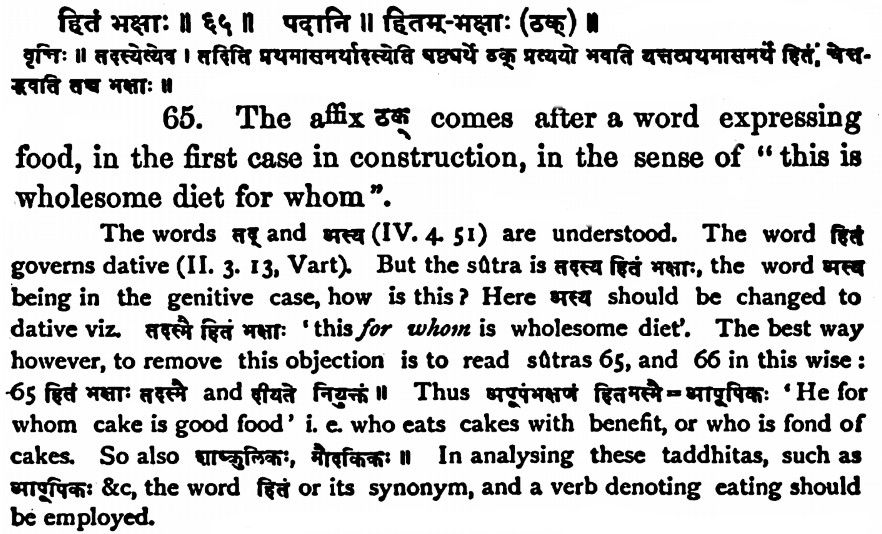 हितं भक्षाः ॥ ६५ ॥ पदानि ॥ हितम्-भक्षाः (ठक्) ॥
वृत्तिः ॥ तदस्येत्येव । तदिति प्रथमासमर्थादस्येति षष्ठ्यर्थे ठक् प्रत्ययो भवति यत्तत्प्रथमासमर्थं हितं चेत्त-
द्भवति तच्च भक्षाः ॥
65. The affix ठक् comes after a word expressing
food, in the first case in construction, in the sense of “this is
wholesome diet for whom”.
The words तद् and अस्य (IV. 4. 51) are understood. The word हितं
governs dative (II. 3. 13, Vart). But the sûtra is तदस्य हितं भक्षाः, the word अस्य
being in the genitive case, how is this? Here अस्य should be changed to
dative viz. तदस्मै हितं भक्षाः ‘this for whom is wholesome diet’. The best way
however, to remove this objection is to read sûtras 65, and 66 in this wise :
65 हितं भक्षाः तदस्मै and दीयते नियुक्तं ॥ Thus अपूपभक्षणं हितमस्मै = आपूपिकः ‘He for
whom cake is good food’ i. e. who eats cakes with benefit, or who is fond of
cakes. So also शाष्कुलिकः, मौदकिकः ॥ In analysing these taddhitas, such as
आपूपिकः &c, the word हितं or its synonym, and a verb denoting eating should
be employed.